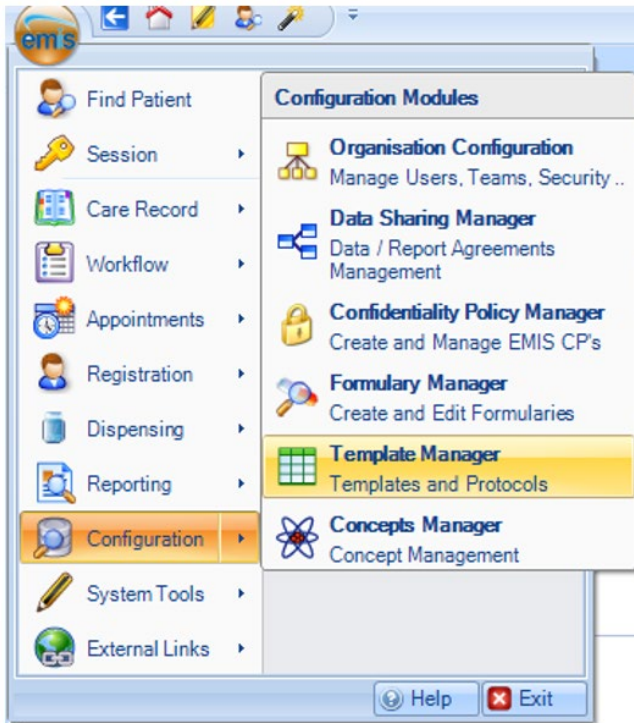 emis
Find Patient
Session
Care Record
Workflow
Appointments
Registration
Dispensing
Reporting
Configuration
System Tools
External Links
Configuration Modules
Organisation Configuration
Manage Users, Teams, Security ..
Data Sharing Manager
Data / Report Agreements
Management
Confidentiality Policy Manager
Create and Manage EMIS CP's
Formulary Manager
Create and Edit Formularies
Template Manager
Templates and Protocols
Concepts Manager
Concept Management
Help
Exit